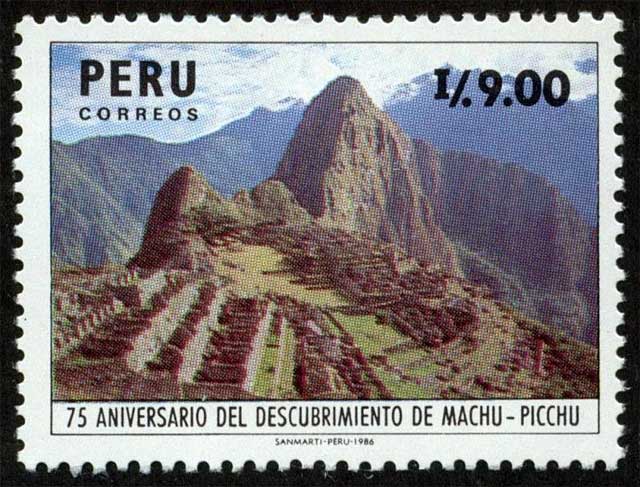 PERU
CORREOS
I/. 9.00
75 ANIVERSARIO DEL DESCUBRIMIENTO DE MACHU - PICCHU
SANMARTI-PERU-1986